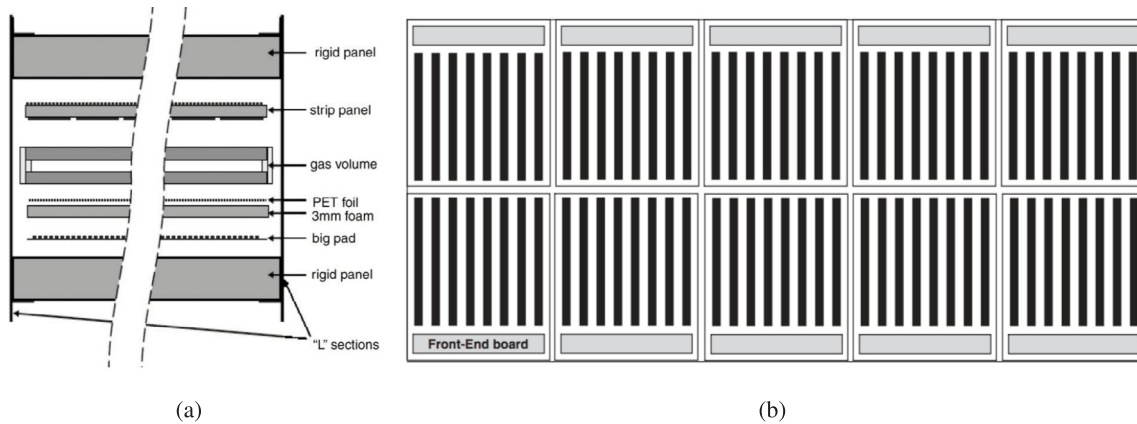 rigid panel
strip panel
gas volume
PET foil
3mm foam
big pad
rigid panel
"L" sections
Front-End board
(a)
(b)